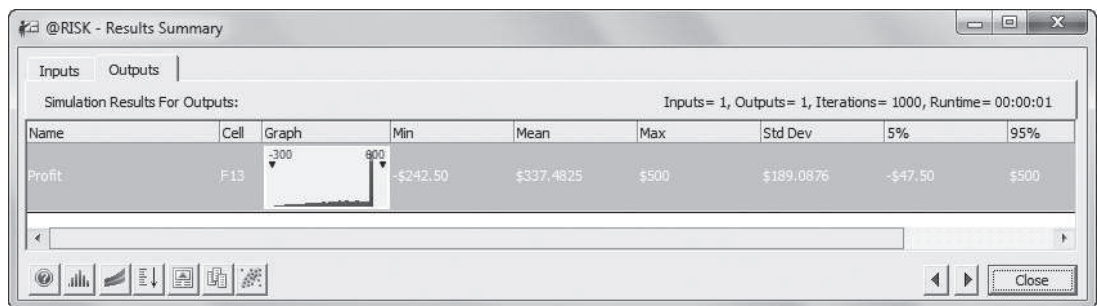 @RISK - Results Summary
Inputs Outputs
Simulation Results For Outputs: Inputs= 1, Outputs= 1, Iterations= 1000, Runtime= 00:00:01
Name Cell Graph Min Mean Max Std Dev 5% 95%
-300 600
Profit F13 -$242.50 $337.4825 $500 $189.0876 -$47.50 $500
Close